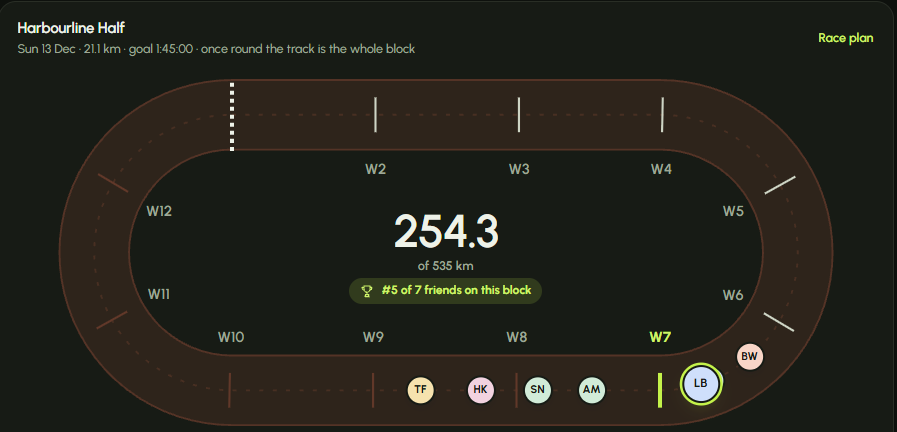 Harbourline Half
Sun 13 Dec · 21.1 km · goal 1:45:00 · once round the track is the whole block
Race plan
W2
W3
W4
W12
W5
254.3
of 535 km
#5 of 7 friends on this block
W11
W6
W10
W9
W8
W7
BW
TF
HK
SN
AM
LB